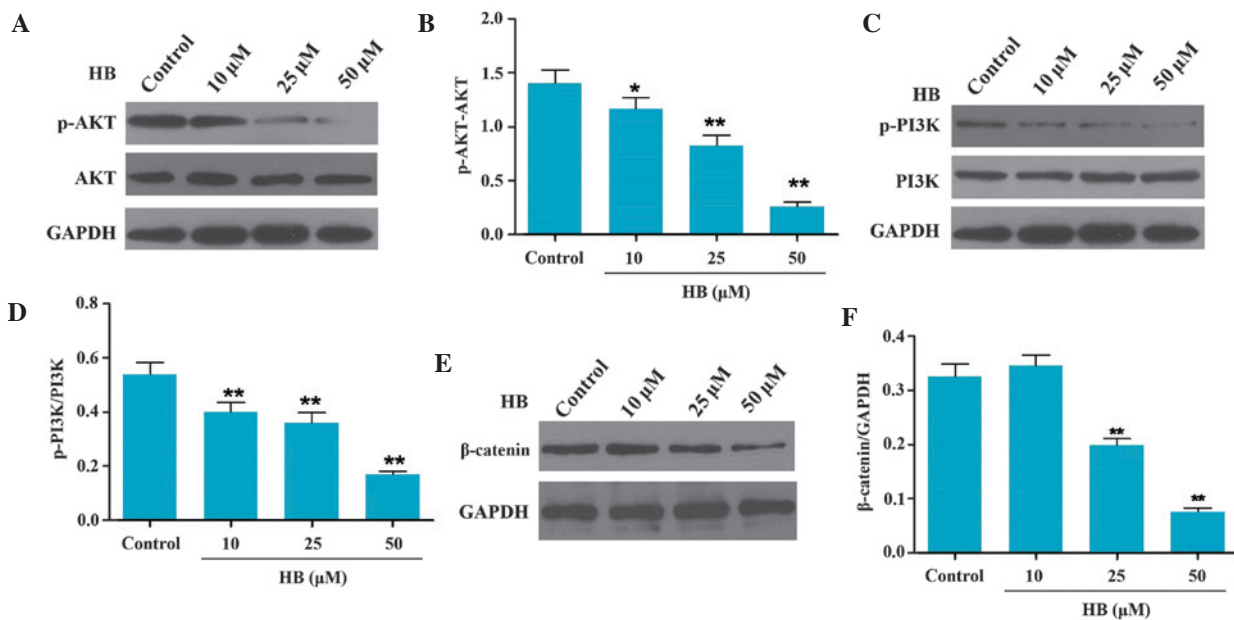 A
HB
Control
10 µM
25 µM
50 µM
p-AKT
AKT
GAPDH
B
p-AKT-AKT
2.0
1.5
1.0
0.5
0.0
*
**
**
Control
10
25
50
HB (µM)
C
HB
Control
10 µM
25 µM
50 µM
p-PI3K
PI3K
GAPDH
D
p-PI3K/PI3K
0.8
0.6
0.4
0.2
0.0
**
**
**
Control
10
25
50
HB (µM)
E
HB
Control
10 µM
25 µM
50 µM
β-catenin
GAPDH
F
β-catenin/GAPDH
0.4
0.3
0.2
0.1
0.0
**
**
Control
10
25
50
HB (µM)